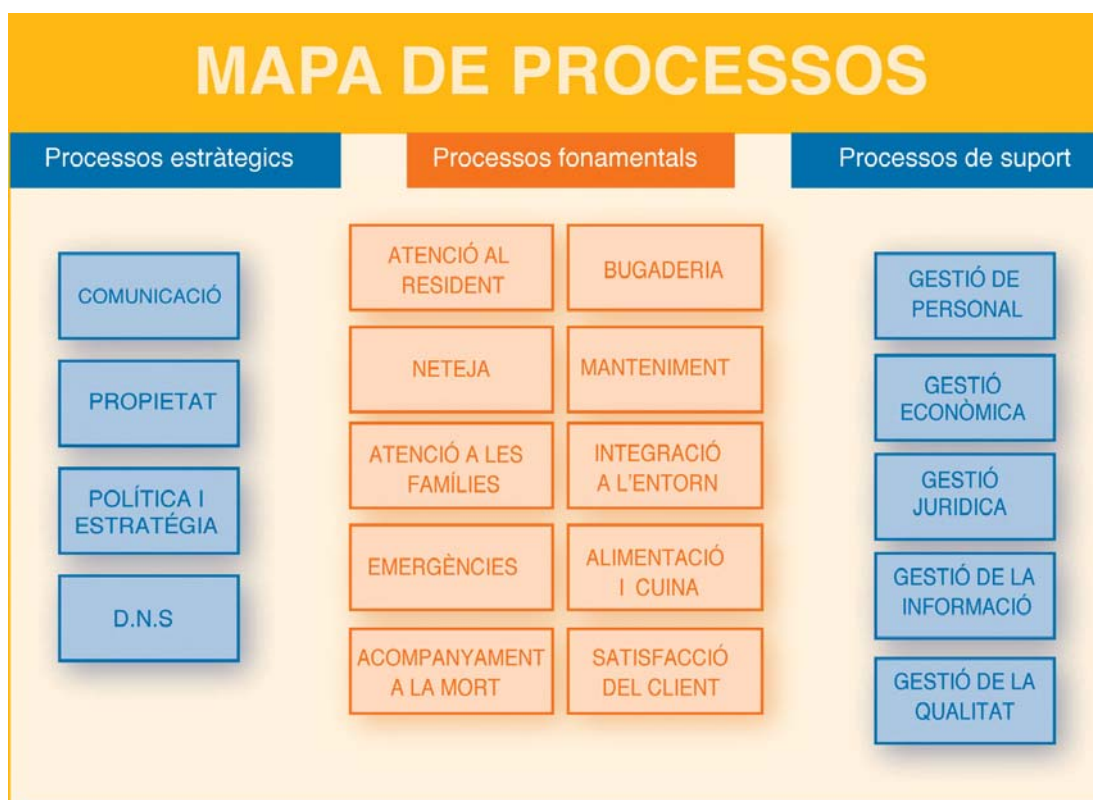 MAPA DE PROCESSOS
Processos estràtegics
Processos fonamentals
Processos de suport
COMUNICACIÓ
PROPIETAT
POLÍTICA I
ESTRATÉGIA
D.N.S
ATENCIÓ AL
RESIDENT
BUGADERIA
NETEJA
MANTENIMENT
ATENCIÓ A LES
FAMÍLIES
INTEGRACIÓ
A L'ENTORN
EMERGÈNCIES
ALIMENTACIÓ
I CUINA
ACOMPANYAMENT
A LA MORT
SATISFACCIÓ
DEL CLIENT
GESTIÓ DE
PERSONAL
GESTIÓ
ECONÒMICA
GESTIÓ
JURIDICA
GESTIÓ DE LA
INFORMACIÓ
GESTIÓ DE LA
QUALITAT